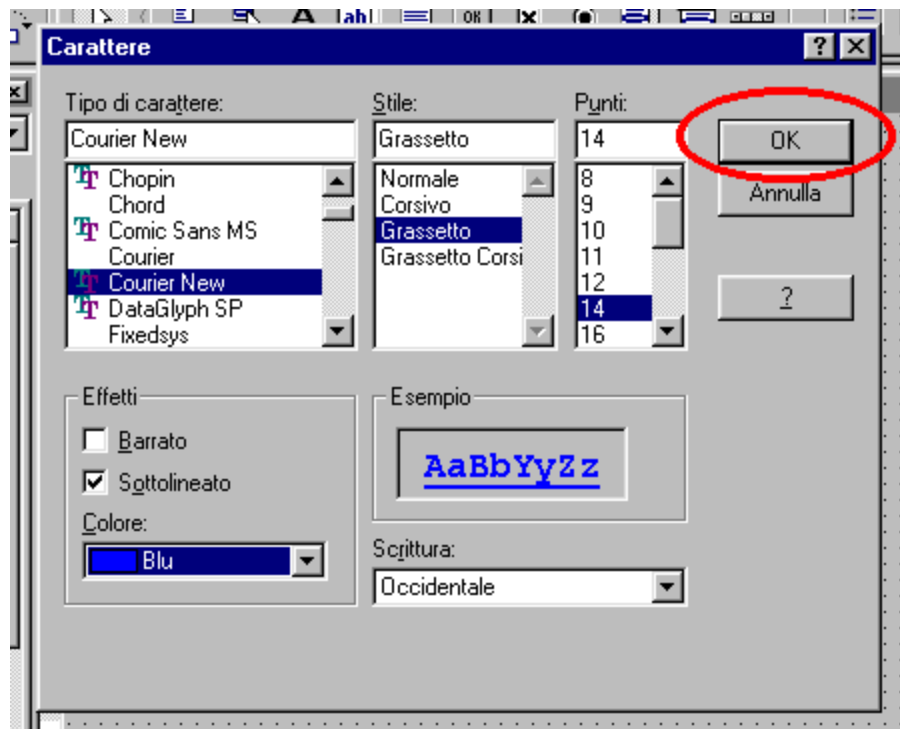 A ab OK
Carattere ?
Tipo di carattere: Stile: Punti:
Courier New Grassetto 14 OK
Chopin Normale 8
Chord Corsivo 9 Annulla
Comic Sans MS Grassetto 10
Courier Grassetto Corsi 11
Courier New 12
DataGlyph SP 14 ?
Fixedsys 16
Effetti Esempio
Barrato
AaBbYyZz
Sottolineato
Colore:
Blu Scrittura:
Occidentale